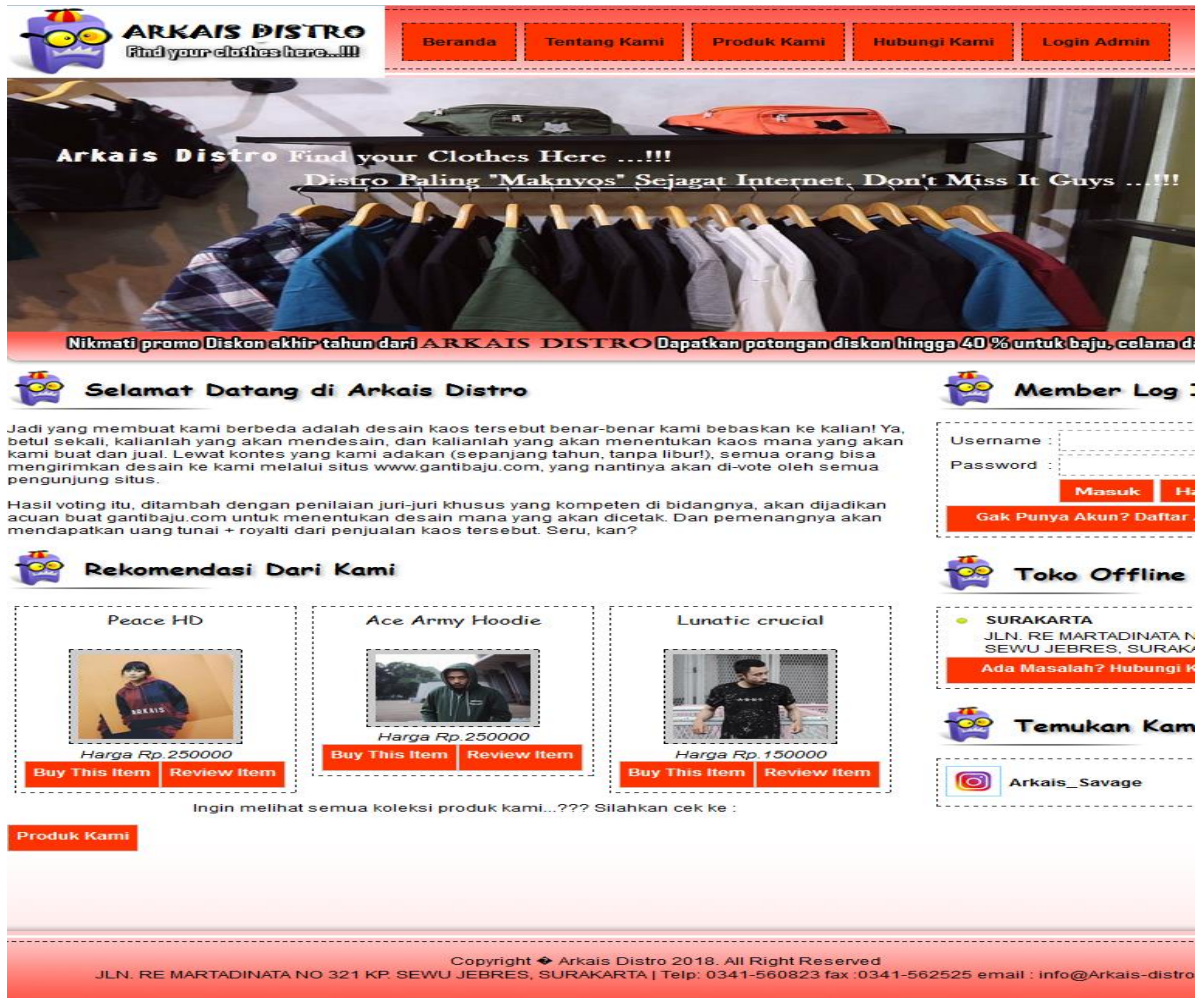 ARKAIS DISTRO
Find your clothes here...!!!
Beranda
Tentang Kami
Produk Kami
Hubungi Kami
Login Admin
Arkais Distro Find your Clothes Here ...!!!
Distro Paling "Maknyos" Sejagat Internet, Don't Miss It Guys ...!!!
Nikmati promo Diskon akhir tahun dari ARKAIS DISTRO Dapatkan potongan diskon hingga 40 % untuk baju, celana
Selamat Datang di Arkais Distro
Jadi yang membuat kami berbeda adalah desain kaos tersebut benar-benar kami bebaskan ke kalian! Ya,
betul sekali, kalianlah yang akan mendesain, dan kalianlah yang akan menentukan kaos mana yang akan
kami buat dan jual. Lewat kontes yang kami adakan (sepanjang tahun, tanpa libur!), semua orang bisa
mengirimkan desain ke kami melalui situs www.gantibaju.com, yang nantinya akan di-vote oleh semua
pengunjung situs.
Hasil voting itu, ditambah dengan penilaian juri-juri khusus yang kompeten di bidangnya, akan dijadikan
acuan buat gantibaju.com untuk menentukan desain mana yang akan dicetak. Dan pemenangnya akan
mendapatkan uang tunai + royalti dari penjualan kaos tersebut. Seru, kan?
Rekomendasi Dari Kami
Peace HD
ARKAIS
Harga Rp.250000
Buy This Item
Review Item
Ace Army Hoodie
Harga Rp.250000
Buy This Item
Review Item
Lunatic crucial
Harga Rp.150000
Buy This Item
Review Item
Ingin melihat semua koleksi produk kami...??? Silahkan cek ke :
Produk Kami
Member Log
Username :
Password :
Masuk
Gak Punya Akun? Daftar
Toko Offline
SURAKARTA
JLN. RE MARTADINATA
SEWU JEBRES,
Ada Masalah? Hubungi
Temukan
Arkais_Savage
Copyright � Arkais Distro 2018. All Right Reserved
JLN. RE MARTADINATA NO 321 KP. SEWU JEBRES, SURAKARTA | Telp: 0341-560823 fax :0341-562525 email : info@Arkais-distro